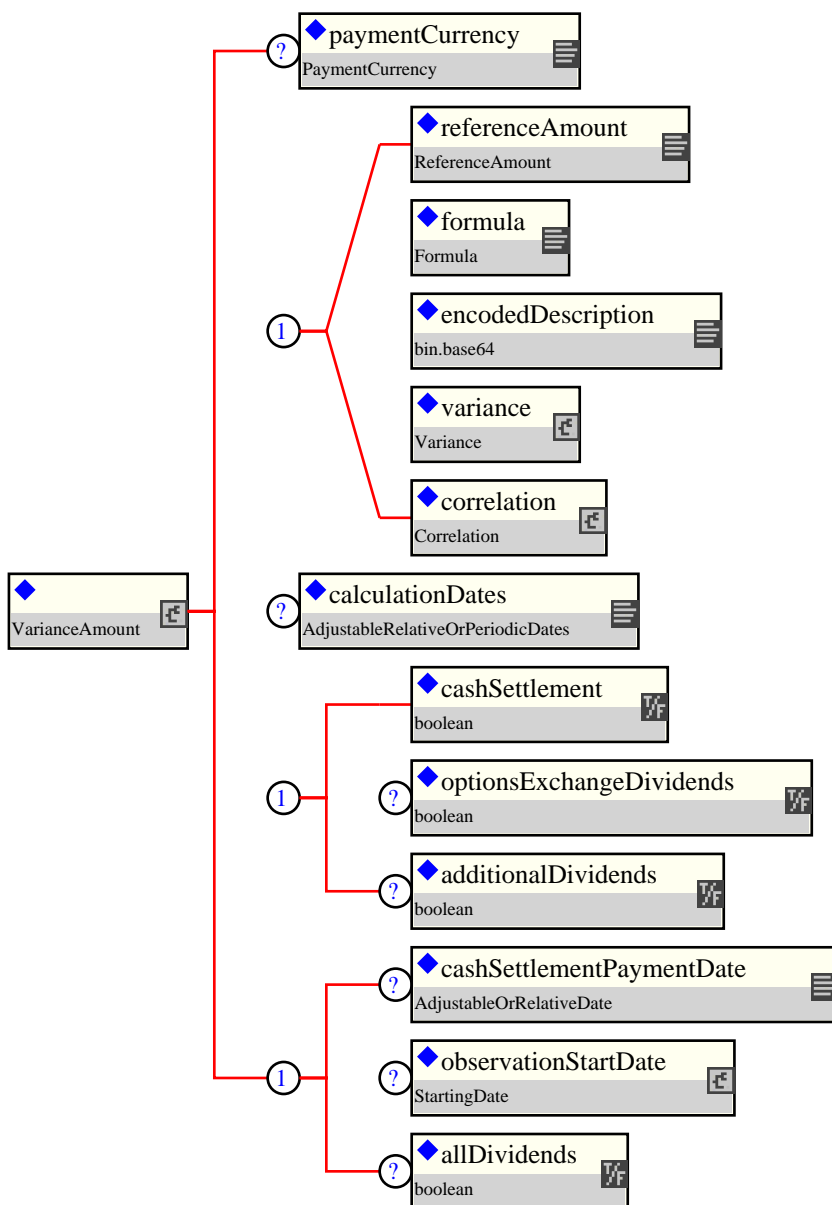 ?
paymentCurrency
PaymentCurrency
referenceAmount
ReferenceAmount
formula
Formula
1
encodedDescription
bin.base64
variance
Variance
correlation
Correlation
VarianceAmount
?
calculationDates
AdjustableRelativeOrPeriodicDates
cashSettlement
boolean
T/F
1
?
optionsExchangeDividends
boolean
T/F
?
additionalDividends
boolean
T/F
?
cashSettlementPaymentDate
AdjustableOrRelativeDate
1
?
observationStartDate
StartingDate
?
allDividends
boolean
T/F